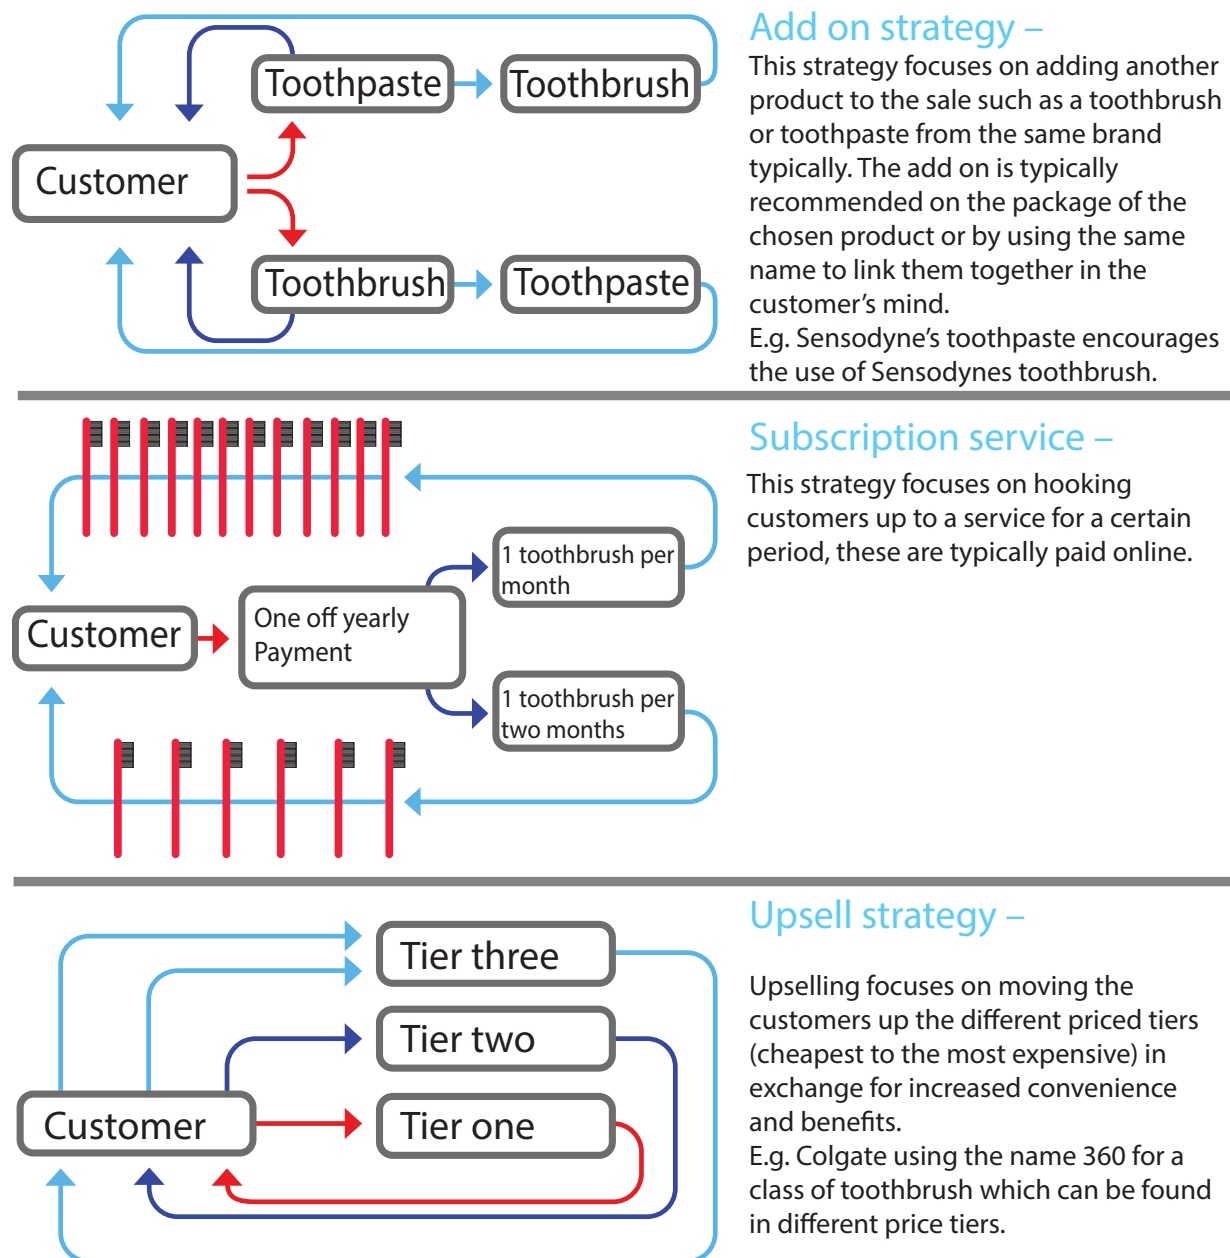 Add on strategy –
This strategy focuses on adding another
product to the sale such as a toothbrush
or toothpaste from the same brand
typically. The add on is typically
recommended on the package of the
chosen product or by using the same
name to link them together in the
customer's mind.
E.g. Sensodyne's toothpaste encourages
the use of Sensodynes toothbrush.
Toothpaste
Toothbrush
Customer
Toothbrush
Toothpaste
Subscription service –
This strategy focuses on hooking
customers up to a service for a certain
period, these are typically paid online.
1 toothbrush per
month
Customer
One off yearly
Payment
1 toothbrush per
two months
Upsell strategy –
Upselling focuses on moving the
customers up the different priced tiers
(cheapest to the most expensive) in
exchange for increased convenience
and benefits.
E.g. Colgate using the name 360 for a
class of toothbrush which can be found
in different price tiers.
Tier three
Tier two
Customer
Tier one